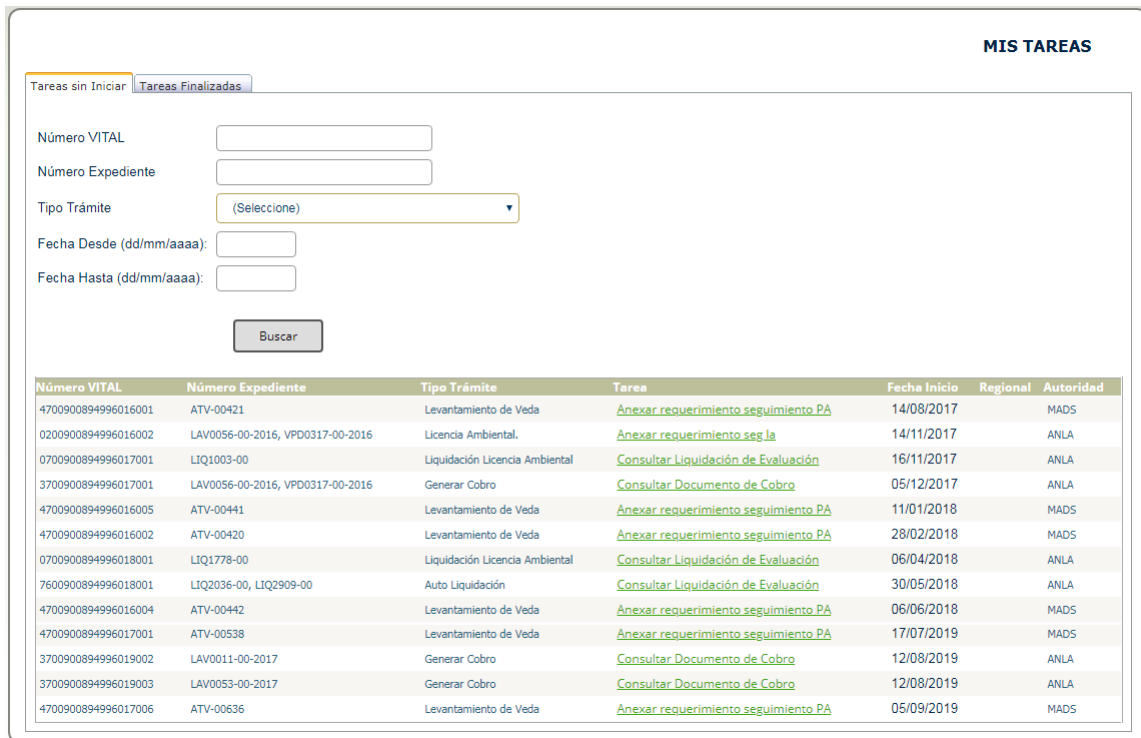 MIS TAREAS
Tareas sin Iniciar Tareas Finalizadas
Número VITAL
Número Expediente
Tipo Trámite (Seleccione)
Fecha Desde (dd/mm/aaaa):
Fecha Hasta (dd/mm/aaaa):
Buscar
Número VITAL Número Expediente Tipo Trámite Tarea Fecha Inicio Regional Autoridad
4700900894996016001 ATV-00421 Levantamiento de Veda Anexar requerimiento seguimiento PA 14/08/2017 MADS
0200900894996016002 LAV0056-00-2016, VPD0317-00-2016 Licencia Ambiental. Anexar requerimiento seg la 14/11/2017 ANLA
0700900894996017001 LIQ1003-00 Liquidación Licencia Ambiental Consultar Liquidación de Evaluación 16/11/2017 ANLA
3700900894996017001 LAV0056-00-2016, VPD0317-00-2016 Generar Cobro Consultar Documento de Cobro 05/12/2017 ANLA
4700900894996016005 ATV-00441 Levantamiento de Veda Anexar requerimiento seguimiento PA 11/01/2018 MADS
4700900894996016002 ATV-00420 Levantamiento de Veda Anexar requerimiento seguimiento PA 28/02/2018 MADS
0700900894996018001 LIQ1778-00 Liquidación Licencia Ambiental Consultar Liquidación de Evaluación 06/04/2018 ANLA
7600900894996018001 LIQ2036-00, LIQ2909-00 Auto Liquidación Consultar Liquidación de Evaluación 30/05/2018 ANLA
4700900894996016004 ATV-00442 Levantamiento de Veda Anexar requerimiento seguimiento PA 06/06/2018 MADS
4700900894996017001 ATV-00538 Levantamiento de Veda Anexar requerimiento seguimiento PA 17/07/2019 MADS
3700900894996019002 LAV0011-00-2017 Generar Cobro Consultar Documento de Cobro 12/08/2019 ANLA
3700900894996019003 LAV0053-00-2017 Generar Cobro Consultar Documento de Cobro 12/08/2019 ANLA
4700900894996017006 ATV-00636 Levantamiento de Veda Anexar requerimiento seguimiento PA 05/09/2019 MADS